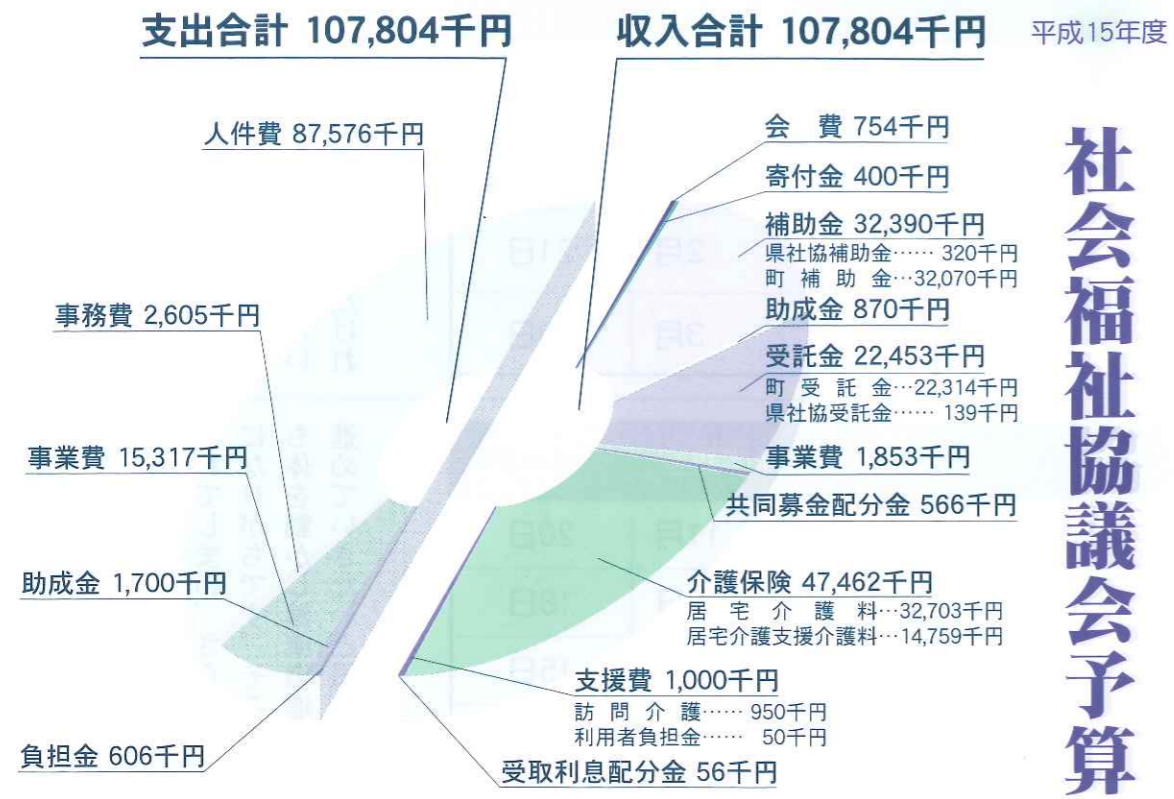 平成15年度
社会福祉協議会予算
収入合計 107,804千円
会　費 754千円
寄付金 400千円
補助金 32,390千円
県社協補助金…… 320千円
町 補 助 金…32,070千円
助成金 870千円
受託金 22,453千円
町 受 託 金…22,314千円
県社協受託金…… 139千円
事業費 1,853千円
共同募金配分金 566千円
介護保険 47,462千円
居 宅 介 護 料…32,703千円
居宅介護支援介護料…14,759千円
支援費 1,000千円
訪 問 介 護…… 950千円
利用者負担金…… 50千円
受取利息配分金 56千円
支出合計 107,804千円
人件費 87,576千円
事務費 2,605千円
事業費 15,317千円
助成金 1,700千円
負担金 606千円